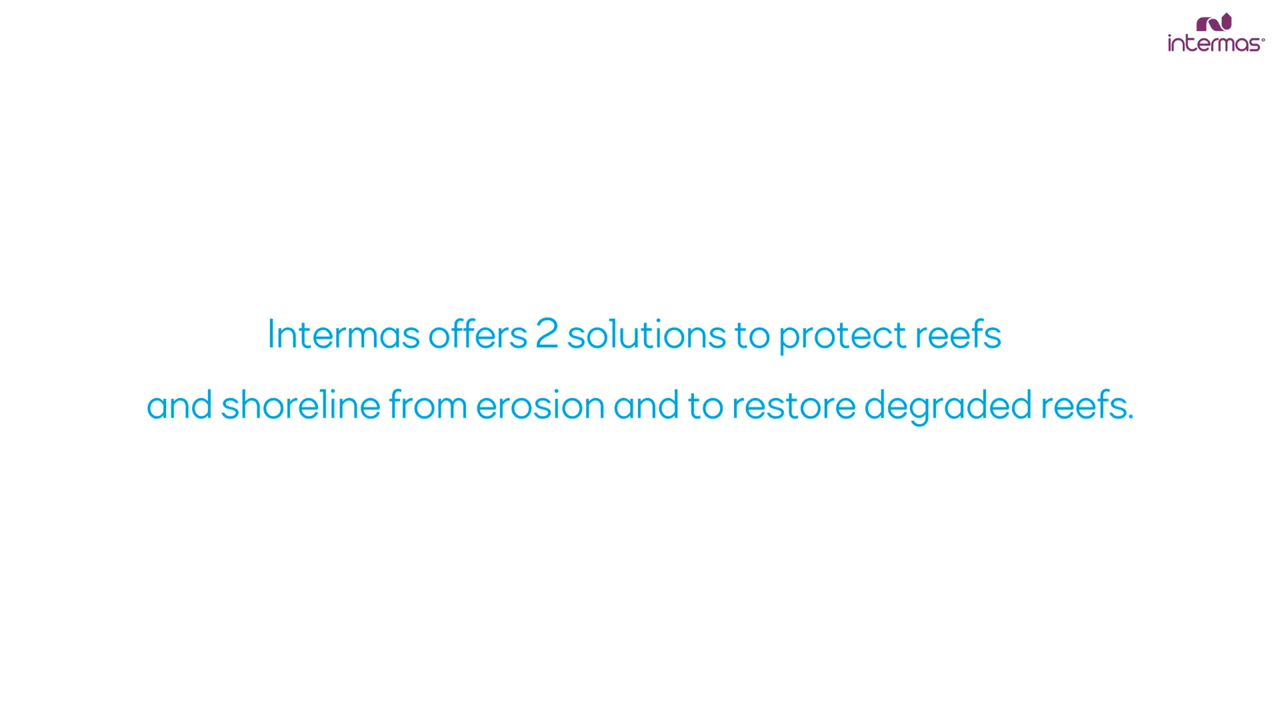 intermas
Intermas offers 2 solutions to protect reefs
and shoreline from erosion and to restore degraded reefs.